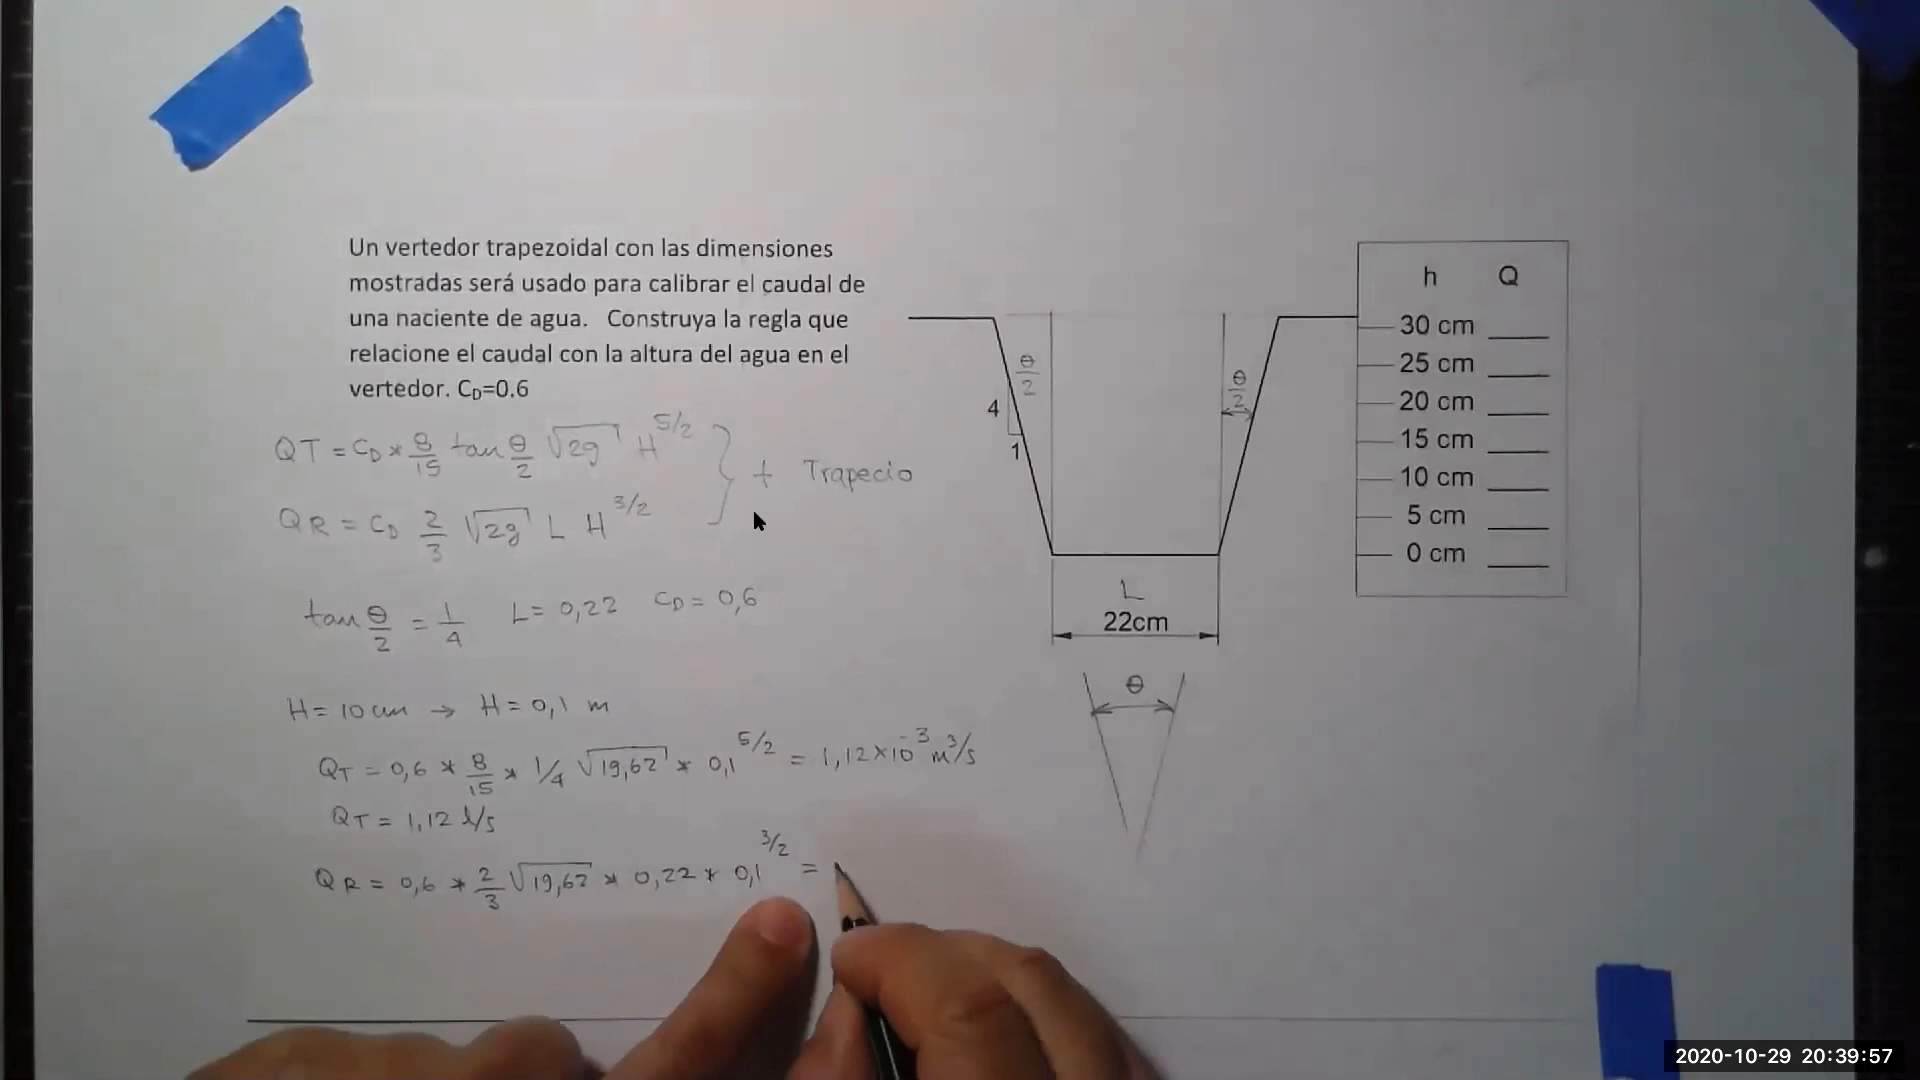 Un vertedor trapezoidal con las dimensiones
mostradas será usado para calibrar el caudal de
una naciente de agua. Construya la regla que
relacione el caudal con la altura del agua en el
vertedor. C_D=0.6
QT = C_D * 8/15 tan θ/2 √2g H^5/2
QR = C_D 2/3 √2g L H^3/2
+ Trapecio
tan θ/2 = 1/4 L = 0,22 C_D = 0,6
H = 10 cm → H = 0,1 m
QT = 0,6 * 8/15 * 1/4 √19,62 * 0,1^5/2 = 1,12×10^-3 m³/s
QT = 1,12 l/s
QR = 0,6 * 2/3 √19,62 * 0,22 * 0,1^3/2 =
θ/2
θ/2
4
1
L
22cm
θ
h Q
30 cm
25 cm
20 cm
15 cm
10 cm
5 cm
0 cm
2020-10-29 20:39:57